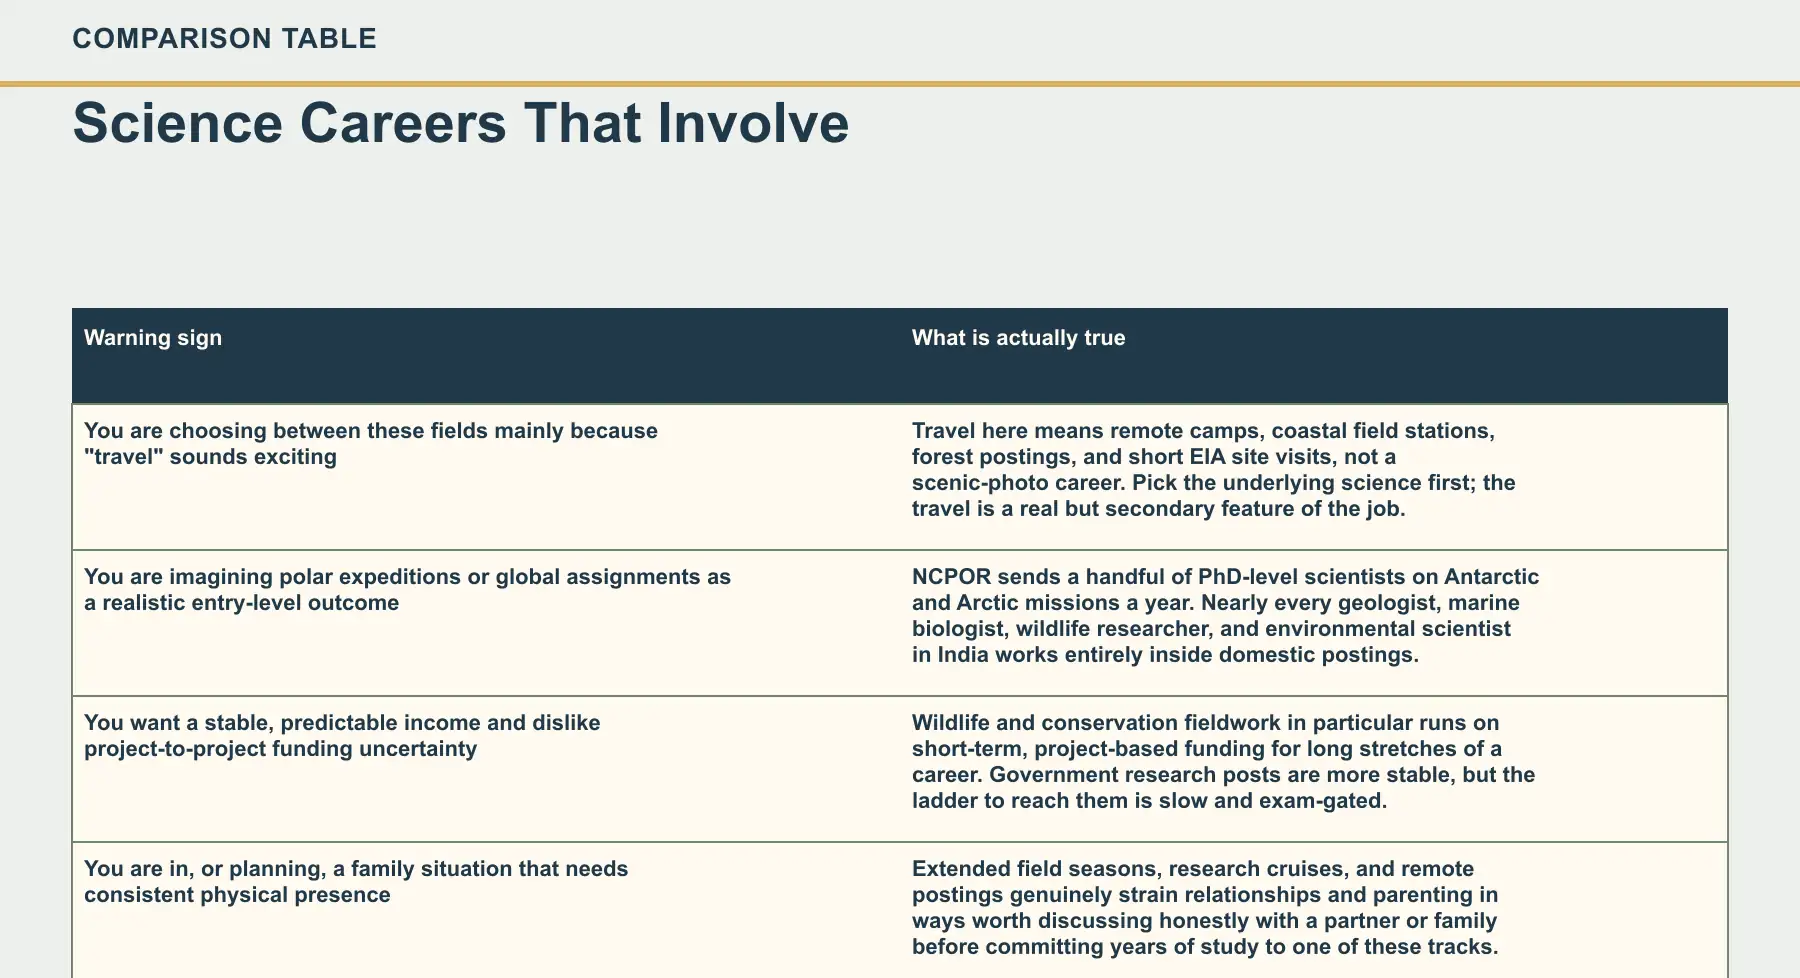 COMPARISON TABLE
Science Careers That Involve
Warning sign
What is actually true
You are choosing between these fields mainly because
"travel" sounds exciting
Travel here means remote camps, coastal field stations,
forest postings, and short EIA site visits, not a
scenic-photo career. Pick the underlying science first; the
travel is a real but secondary feature of the job.
You are imagining polar expeditions or global assignments as
a realistic entry-level outcome
NCPOR sends a handful of PhD-level scientists on Antarctic
and Arctic missions a year. Nearly every geologist, marine
biologist, wildlife researcher, and environmental scientist
in India works entirely inside domestic postings.
You want a stable, predictable income and dislike
project-to-project funding uncertainty
Wildlife and conservation fieldwork in particular runs on
short-term, project-based funding for long stretches of a
career. Government research posts are more stable, but the
ladder to reach them is slow and exam-gated.
You are in, or planning, a family situation that needs
consistent physical presence
Extended field seasons, research cruises, and remote
postings genuinely strain relationships and parenting in
ways worth discussing honestly with a partner or family
before committing years of study to one of these tracks.